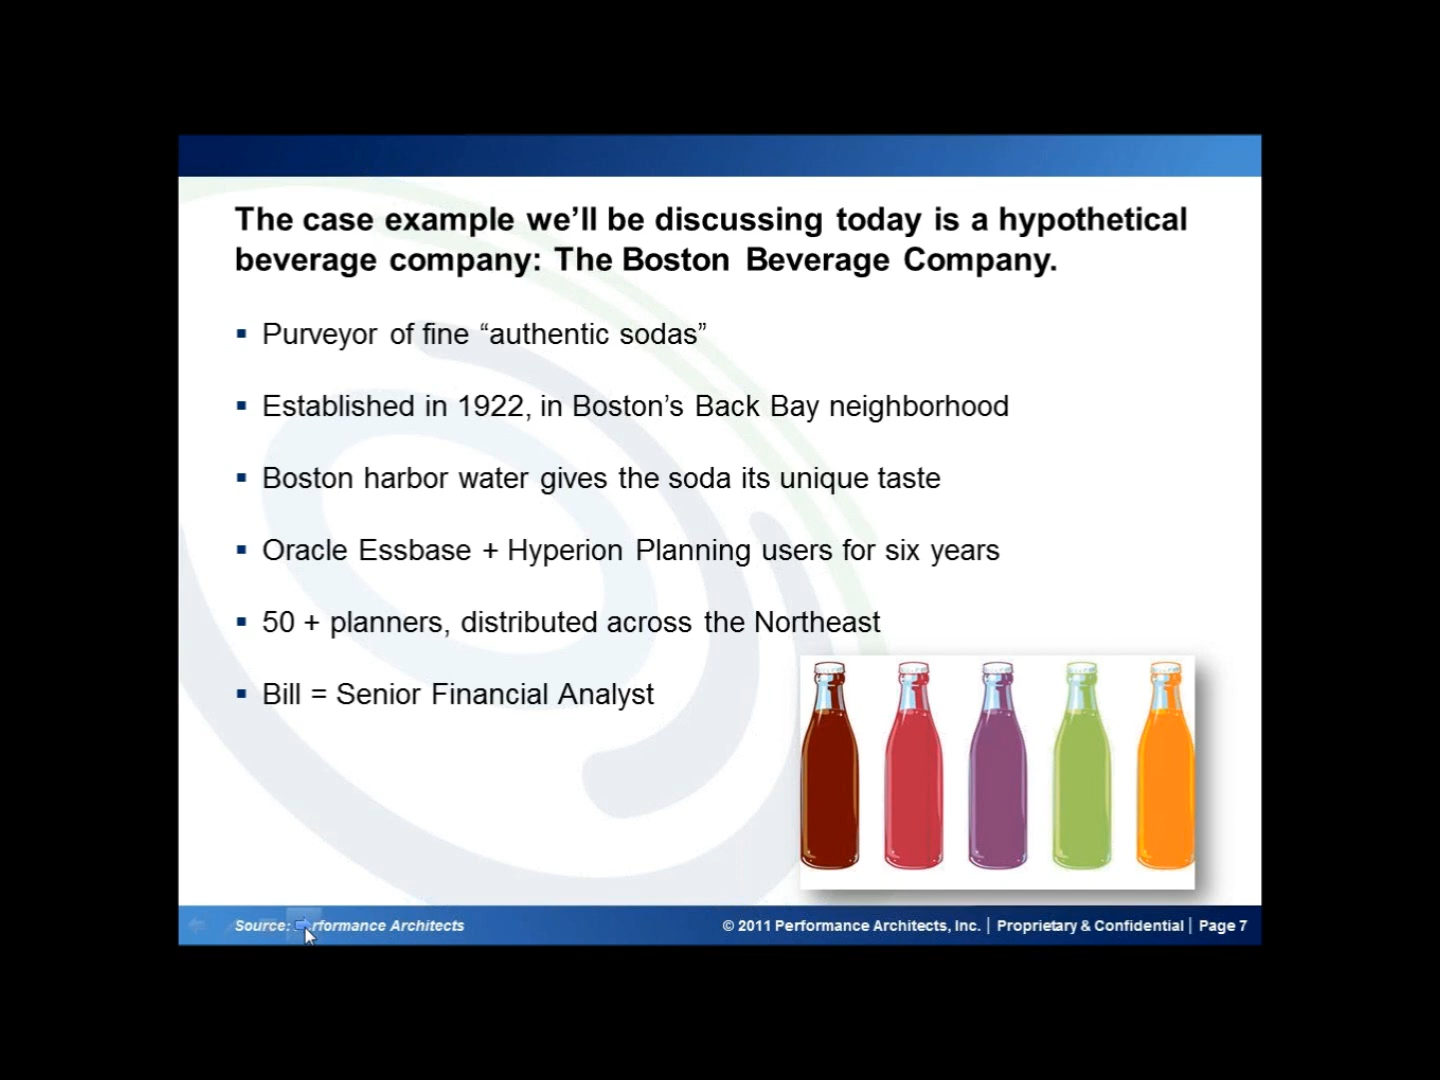 The case example we’ll be discussing today is a hypothetical
beverage company: The Boston Beverage Company.
▪ Purveyor of fine “authentic sodas”
▪ Established in 1922, in Boston’s Back Bay neighborhood
▪ Boston harbor water gives the soda its unique taste
▪ Oracle Essbase + Hyperion Planning users for six years
▪ 50 + planners, distributed across the Northeast
▪ Bill = Senior Financial Analyst
Source: rformance Architects
© 2011 Performance Architects, Inc. | Proprietary & Confidential | Page 7